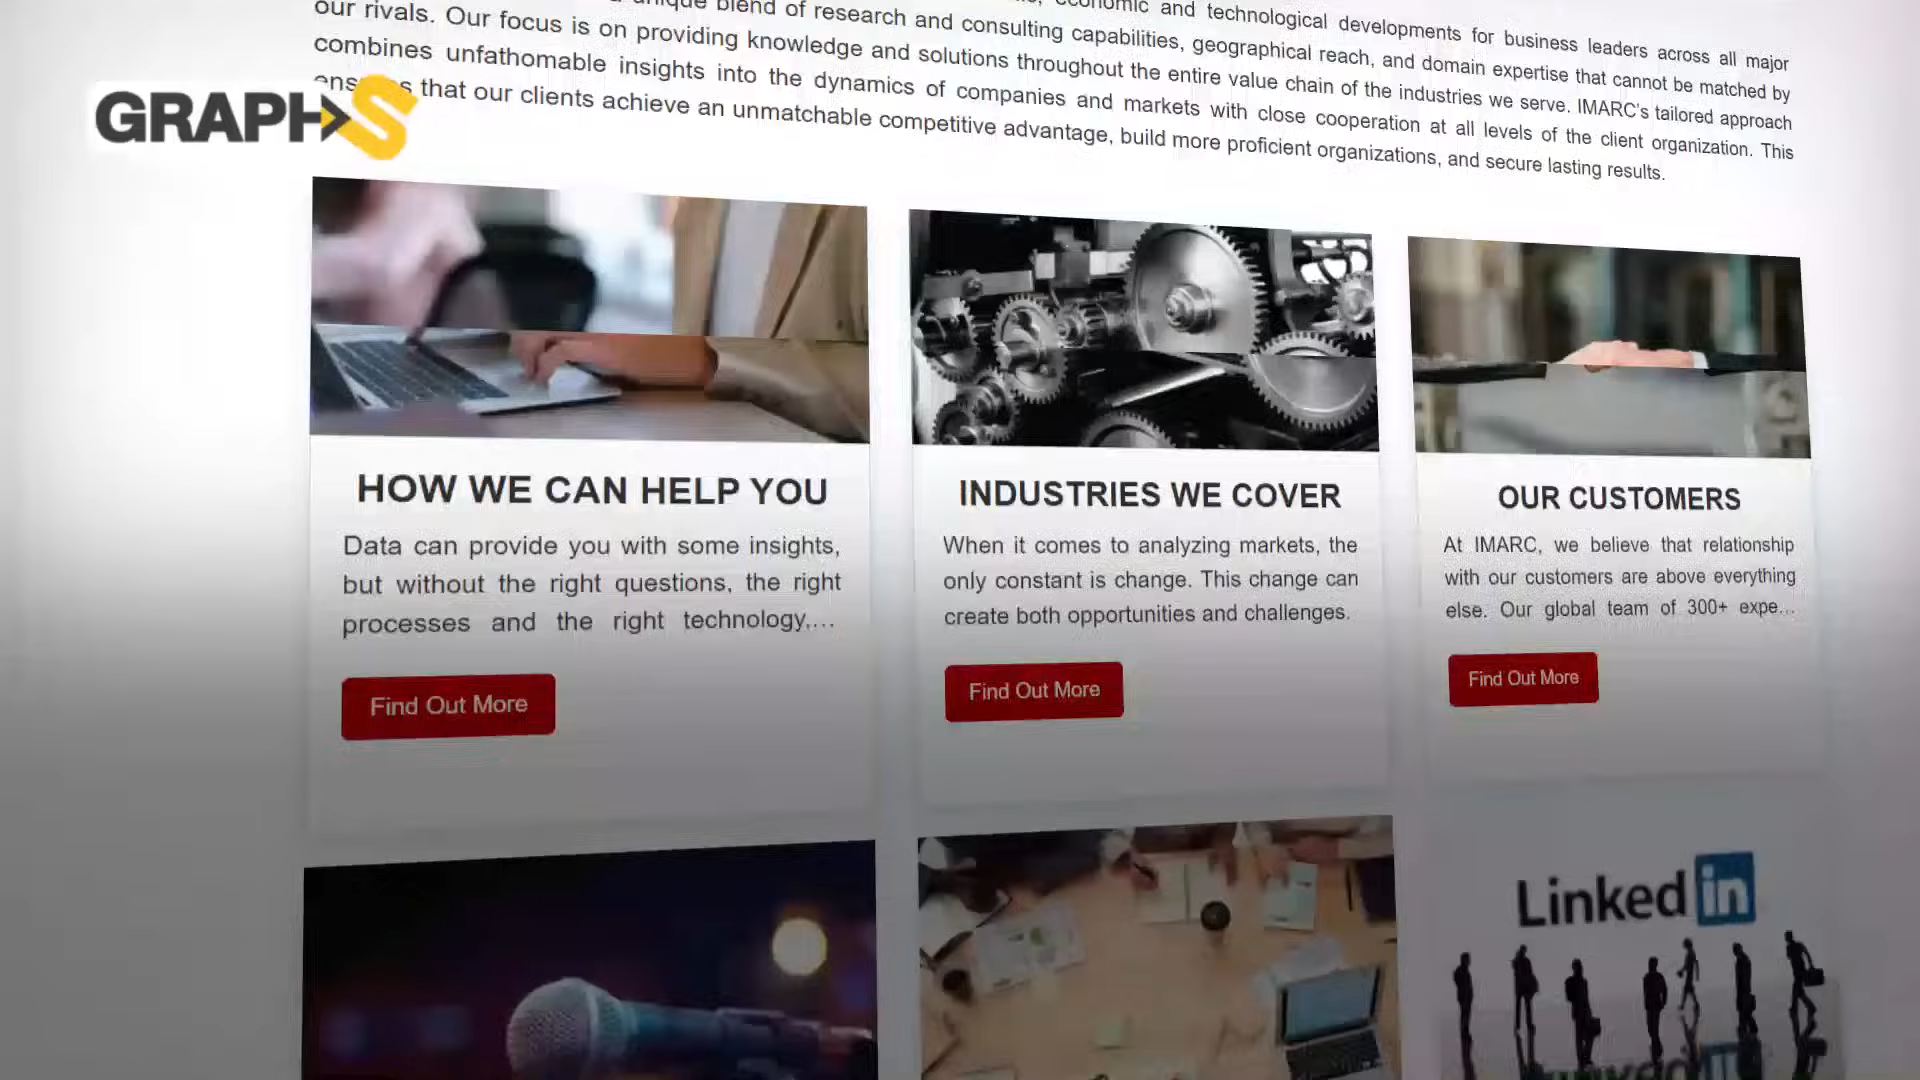 unique blend of research and consulting capabilities, geographical reach, and domain expertise that cannot be matched by
economic and technological developments for business leaders across all major
our rivals. Our focus is on providing knowledge and solutions throughout the entire value chain of the industries we serve. IMARC's tailored approach
combines unfathomable insights into the dynamics of companies and markets with close cooperation at all levels of the client organization. This
that our clients achieve an unmatchable competitive advantage, build more proficient organizations, and secure lasting results.
GRAPHS
HOW WE CAN HELP YOU
Data can provide you with some insights,
but without the right questions, the right
processes and the right technology,...
Find Out More
INDUSTRIES WE COVER
When it comes to analyzing markets, the
only constant is change. This change can
create both opportunities and challenges.
Find Out More
OUR CUSTOMERS
At IMARC, we believe that relationship
with our customers are above everything
else. Our global team of 300+ expe...
Find Out More
Linked in